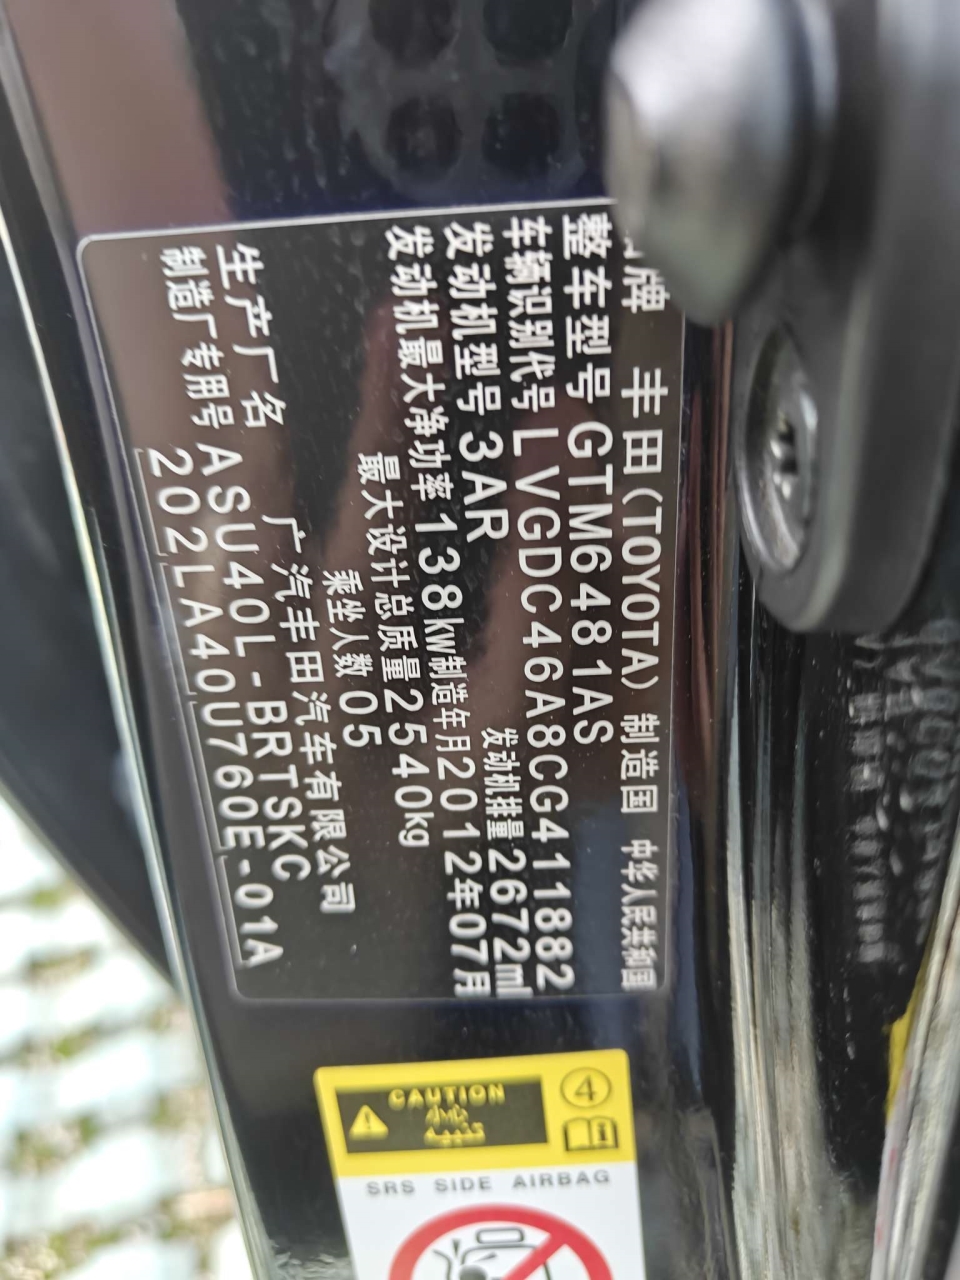 品牌 丰田(TOYOTA) 制造国 中华人民共和国
整车型号 GTM6481AS
车辆识别代号 LVGDC46A8CG411882
发动机型号 3AR 发动机排量 2672ml
发动机最大净功率 138kw 制造年月 2012年07月
最大设计总质量 2540kg
乘坐人数 05
生产厂名 广汽丰田汽车有限公司
制造厂专用号 ASU40L-BRTSKC
202LA40U760E-01A
CAUTION
小心
4
SRS SIDE AIRBAG